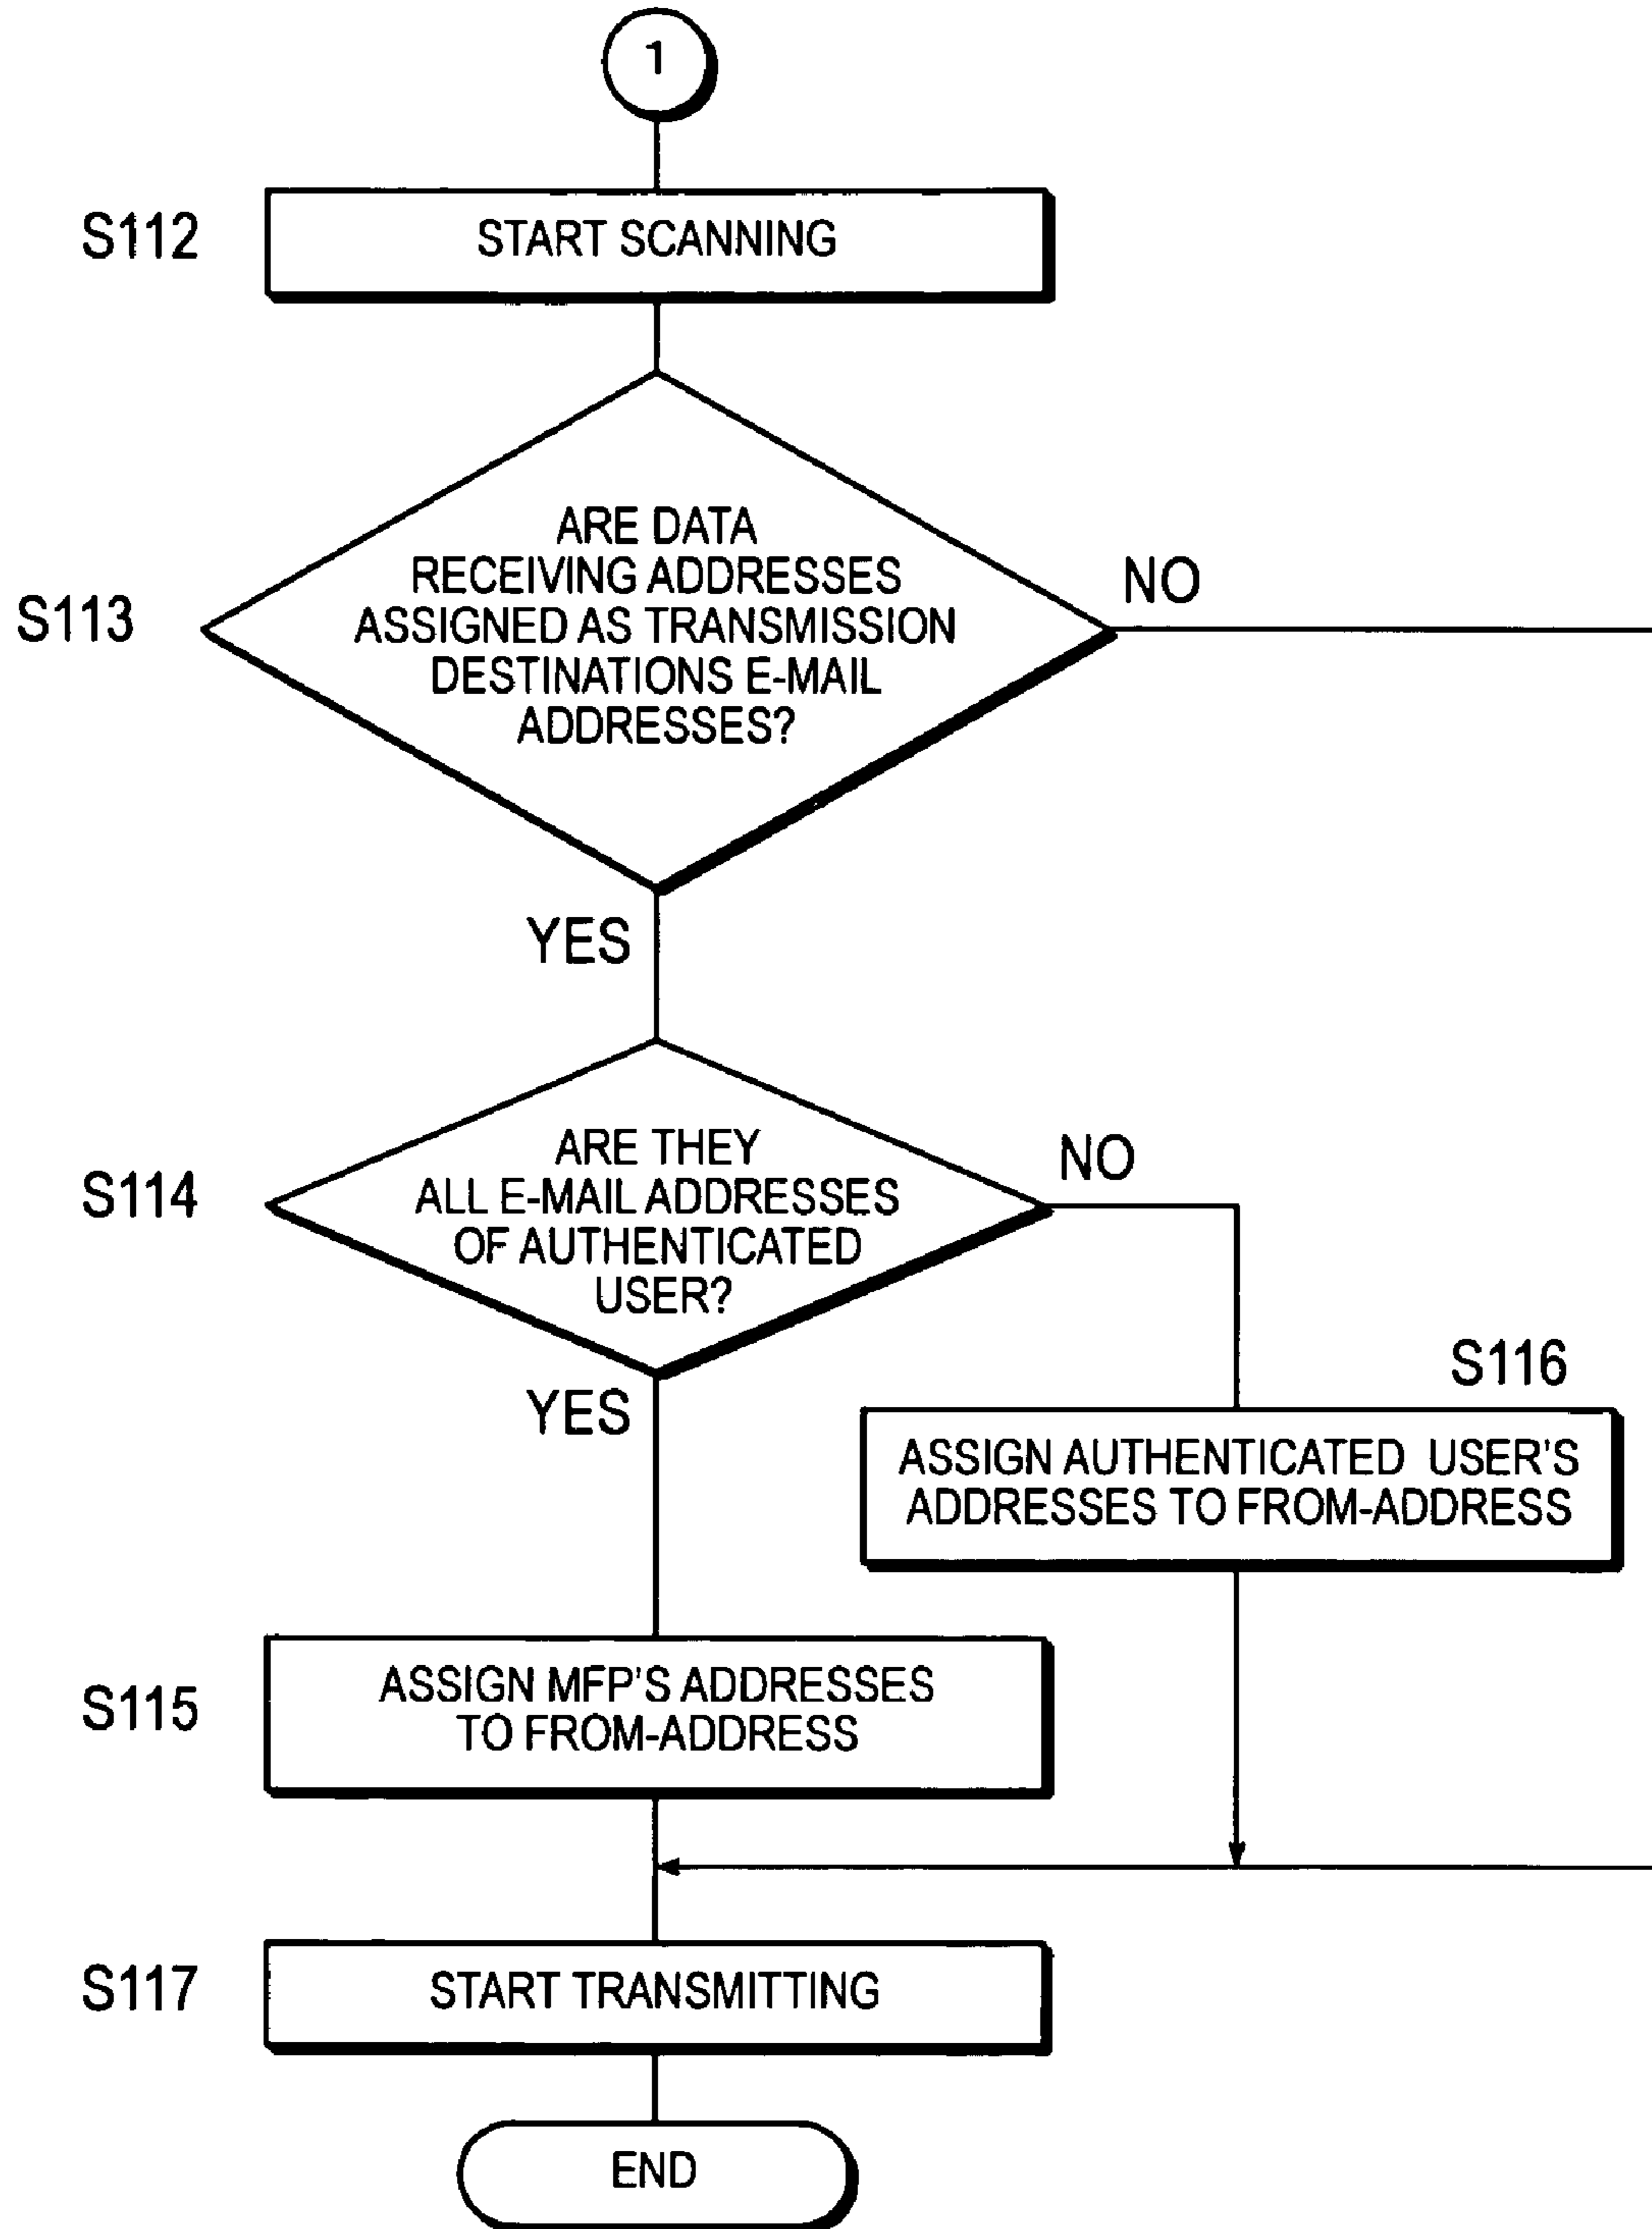 1
S112
START SCANNING
ARE DATA
RECEIVING ADDRESSES
ASSIGNED AS TRANSMISSION
DESTINATIONS E-MAIL
ADDRESSES?
S113
NO
YES
ARE THEY
ALL E-MAIL ADDRESSES
OF AUTHENTICATED
USER?
S114
NO
YES
S116
ASSIGN AUTHENTICATED USER'S
ADDRESSES TO FROM-ADDRESS
S115
ASSIGN MFP'S ADDRESSES
TO FROM-ADDRESS
S117
START TRANSMITTING
END